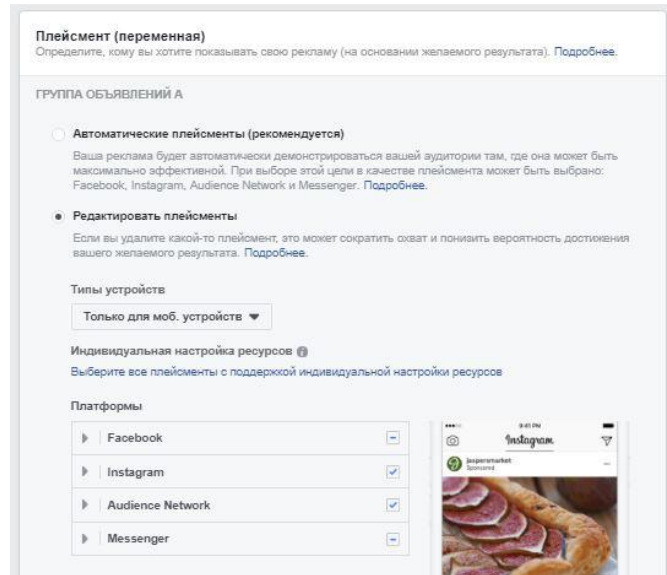 Плейсмент (переменная)
Определите, кому вы хотите показывать свою рекламу (на основании желаемого результата). Подробнее.
ГРУППА ОБЪЯВЛЕНИЙ А
Автоматические плейсменты (рекомендуется)
Ваша реклама будет автоматически демонстрироваться вашей аудитории там, где она может быть
максимально эффективной. При выборе этой цели в качестве плейсмента может быть выбрано:
Facebook, Instagram, Audience Network и Messenger. Подробнее.
Редактировать плейсменты
Если вы удалите какой-то плейсмент, это может сократить охват и понизить вероятность достижения
вашего желаемого результата. Подробнее.
Типы устройств
Только для моб. устройств
Индивидуальная настройка ресурсов
Выберите все плейсменты с поддержкой индивидуальной настройки ресурсов
Платформы
Facebook
Instagram
Audience Network
Messenger
9:41 PM
Instagram
jaspersmarket
Sponsored